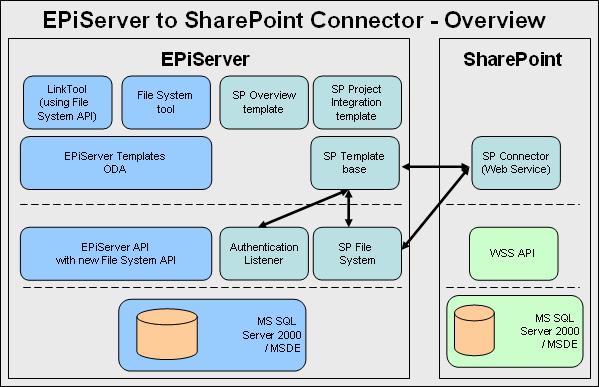 EPiServer to SharePoint Connector - Overview
EPiServer
SharePoint
LinkTool
(using File
System API)
File System
tool
SP Overview
template
SP Project
Integration
template
EPiServer Templates
ODA
SP Template
base
SP Connector
(Web Service)
EPiServer API
with new File System API
Authentication
Listener
SP File
System
WSS API
MS SQL
Server 2000
/ MSDE
MS SQL
Server 2000
/ MSDE